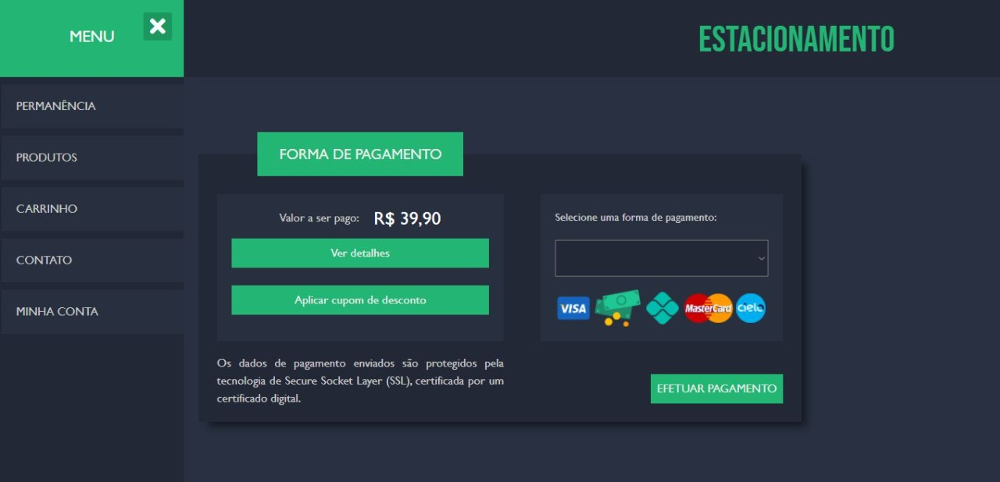 MENU
ESTACIONAMENTO
PERMANÊNCIA
PRODUTOS
CARRINHO
CONTATO
MINHA CONTA
FORMA DE PAGAMENTO
Valor a ser pago: R$ 39,90
Ver detalhes
Aplicar cupom de desconto
Os dados de pagamento enviados são protegidos pela
tecnologia de Secure Socket Layer (SSL), certificada por um
certificado digital.
Selecione uma forma de pagamento:
VISA MasterCard cielo
EFETUAR PAGAMENTO